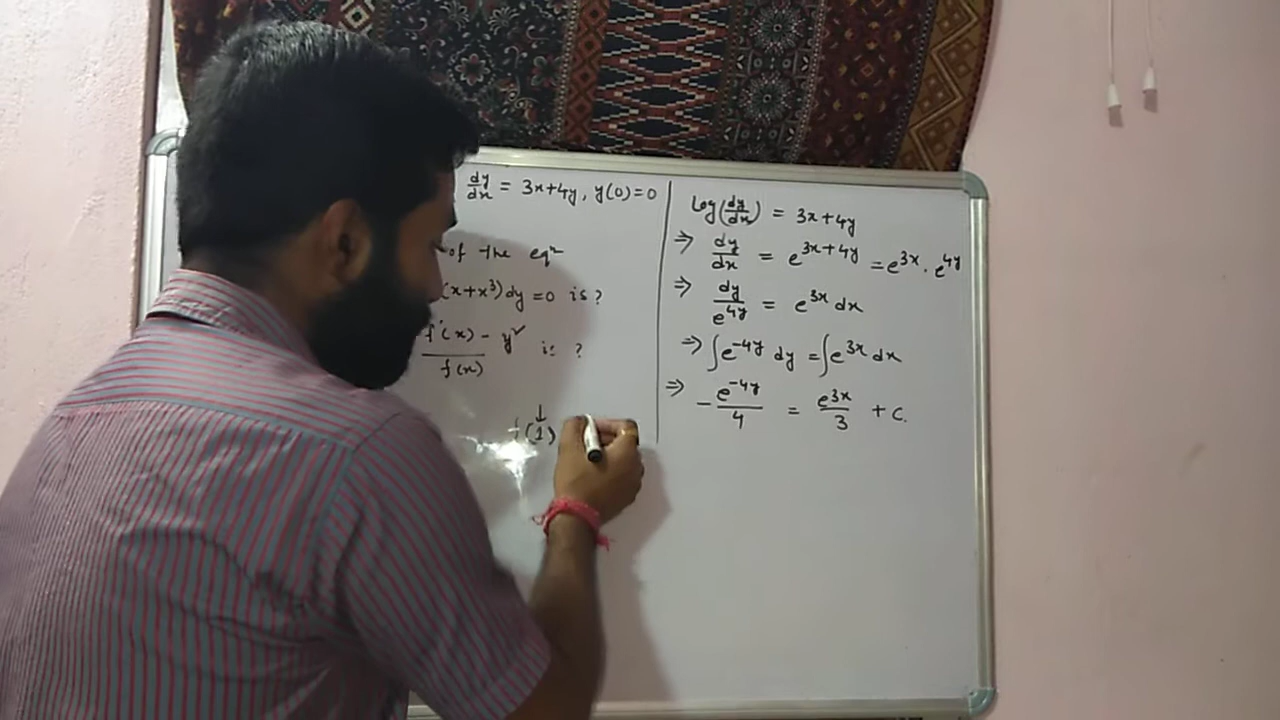 dy/dx = 3x+4y, y(0)=0
of the eqⁿ
(x+x³)dy=0 is?
f'(x) - y² / f(x) is ?
↓
(1)
Log(dy/dx) = 3x+4y
⇒ dy/dx = e^{3x+4y} = e^{3x} . e^{4y}
⇒ dy/e^{4y} = e^{3x} dx
⇒ ∫e^{-4y} dy = ∫e^{3x} dx
⇒ - e^{-4y}/4 = e^{3x}/3 + c.